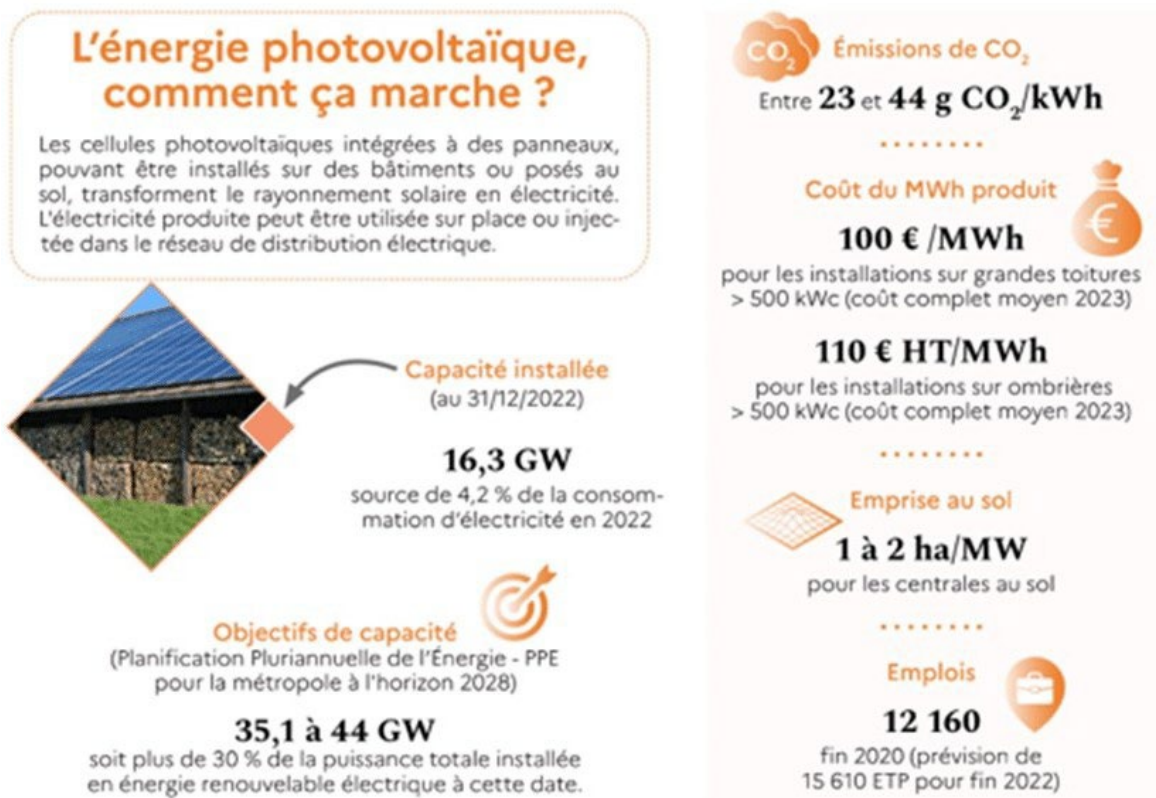 L'énergie photovoltaïque,
comment ça marche ?
Les cellules photovoltaïques intégrées à des panneaux,
pouvant être installés sur des bâtiments ou posés au
sol, transforment le rayonnement solaire en électricité.
L'électricité produite peut être utilisée sur place ou injec-
tée dans le réseau de distribution électrique.
Capacité installée
(au 31/12/2022)
16,3 GW
source de 4,2 % de la consom-
mation d'électricité en 2022
Objectifs de capacité
(Planification Pluriannuelle de l'Énergie - PPE
pour la métropole à l'horizon 2028)
35,1 à 44 GW
soit plus de 30 % de la puissance totale installée
en énergie renouvelable électrique à cette date.
CO₂
Émissions de CO₂
Entre 23 et 44 g CO₂/kWh
Coût du MWh produit
€
100 € /MWh
pour les installations sur grandes toitures
> 500 kWc (coût complet moyen 2023)
110 € HT/MWh
pour les installations sur ombrières
> 500 kWc (coût complet moyen 2023)
Emprise au sol
1 à 2 ha/MW
pour les centrales au sol
Emplois
12 160
fin 2020 (prévision de
15 610 ETP pour fin 2022)